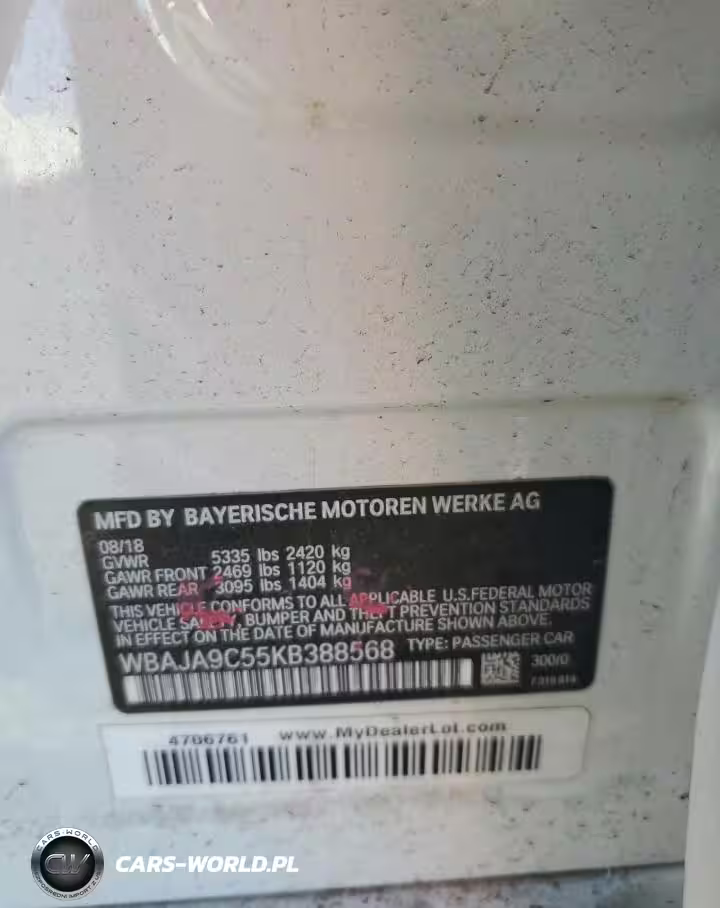 MFD BY BAYERISCHE MOTOREN WERKE AG
08/18
GVWR 5335 lbs 2420 kg
GAWR FRONT 2469 lbs 1120 kg
GAWR REAR 3095 lbs 1404 kg
THIS VEHICLE CONFORMS TO ALL APPLICABLE U.S.FEDERAL MOTOR
VEHICLE SAFETY, BUMPER AND THEFT PREVENTION STANDARDS
IN EFFECT ON THE DATE OF MANUFACTURE SHOWN ABOVE.
WBAJA9C55KB388568 TYPE: PASSENGER CAR
300/0
4706761 www.MyDealerLot.com
CARS-WORLD
CW
CARS-WORLD.PL